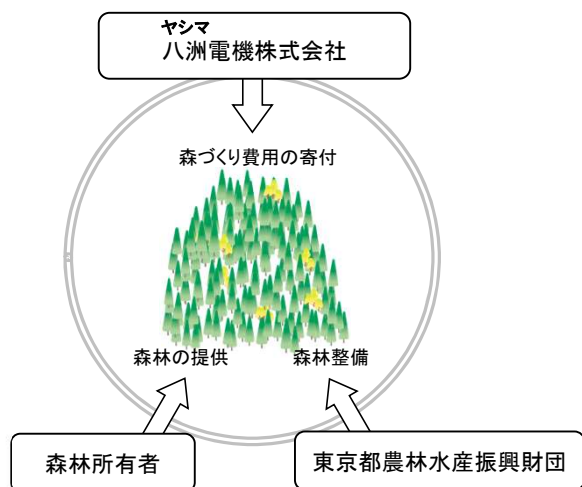 ヤシマ
八洲電機株式会社
森づくり費用の寄付
森林の提供
森林整備
森林所有者
東京都農林水産振興財団